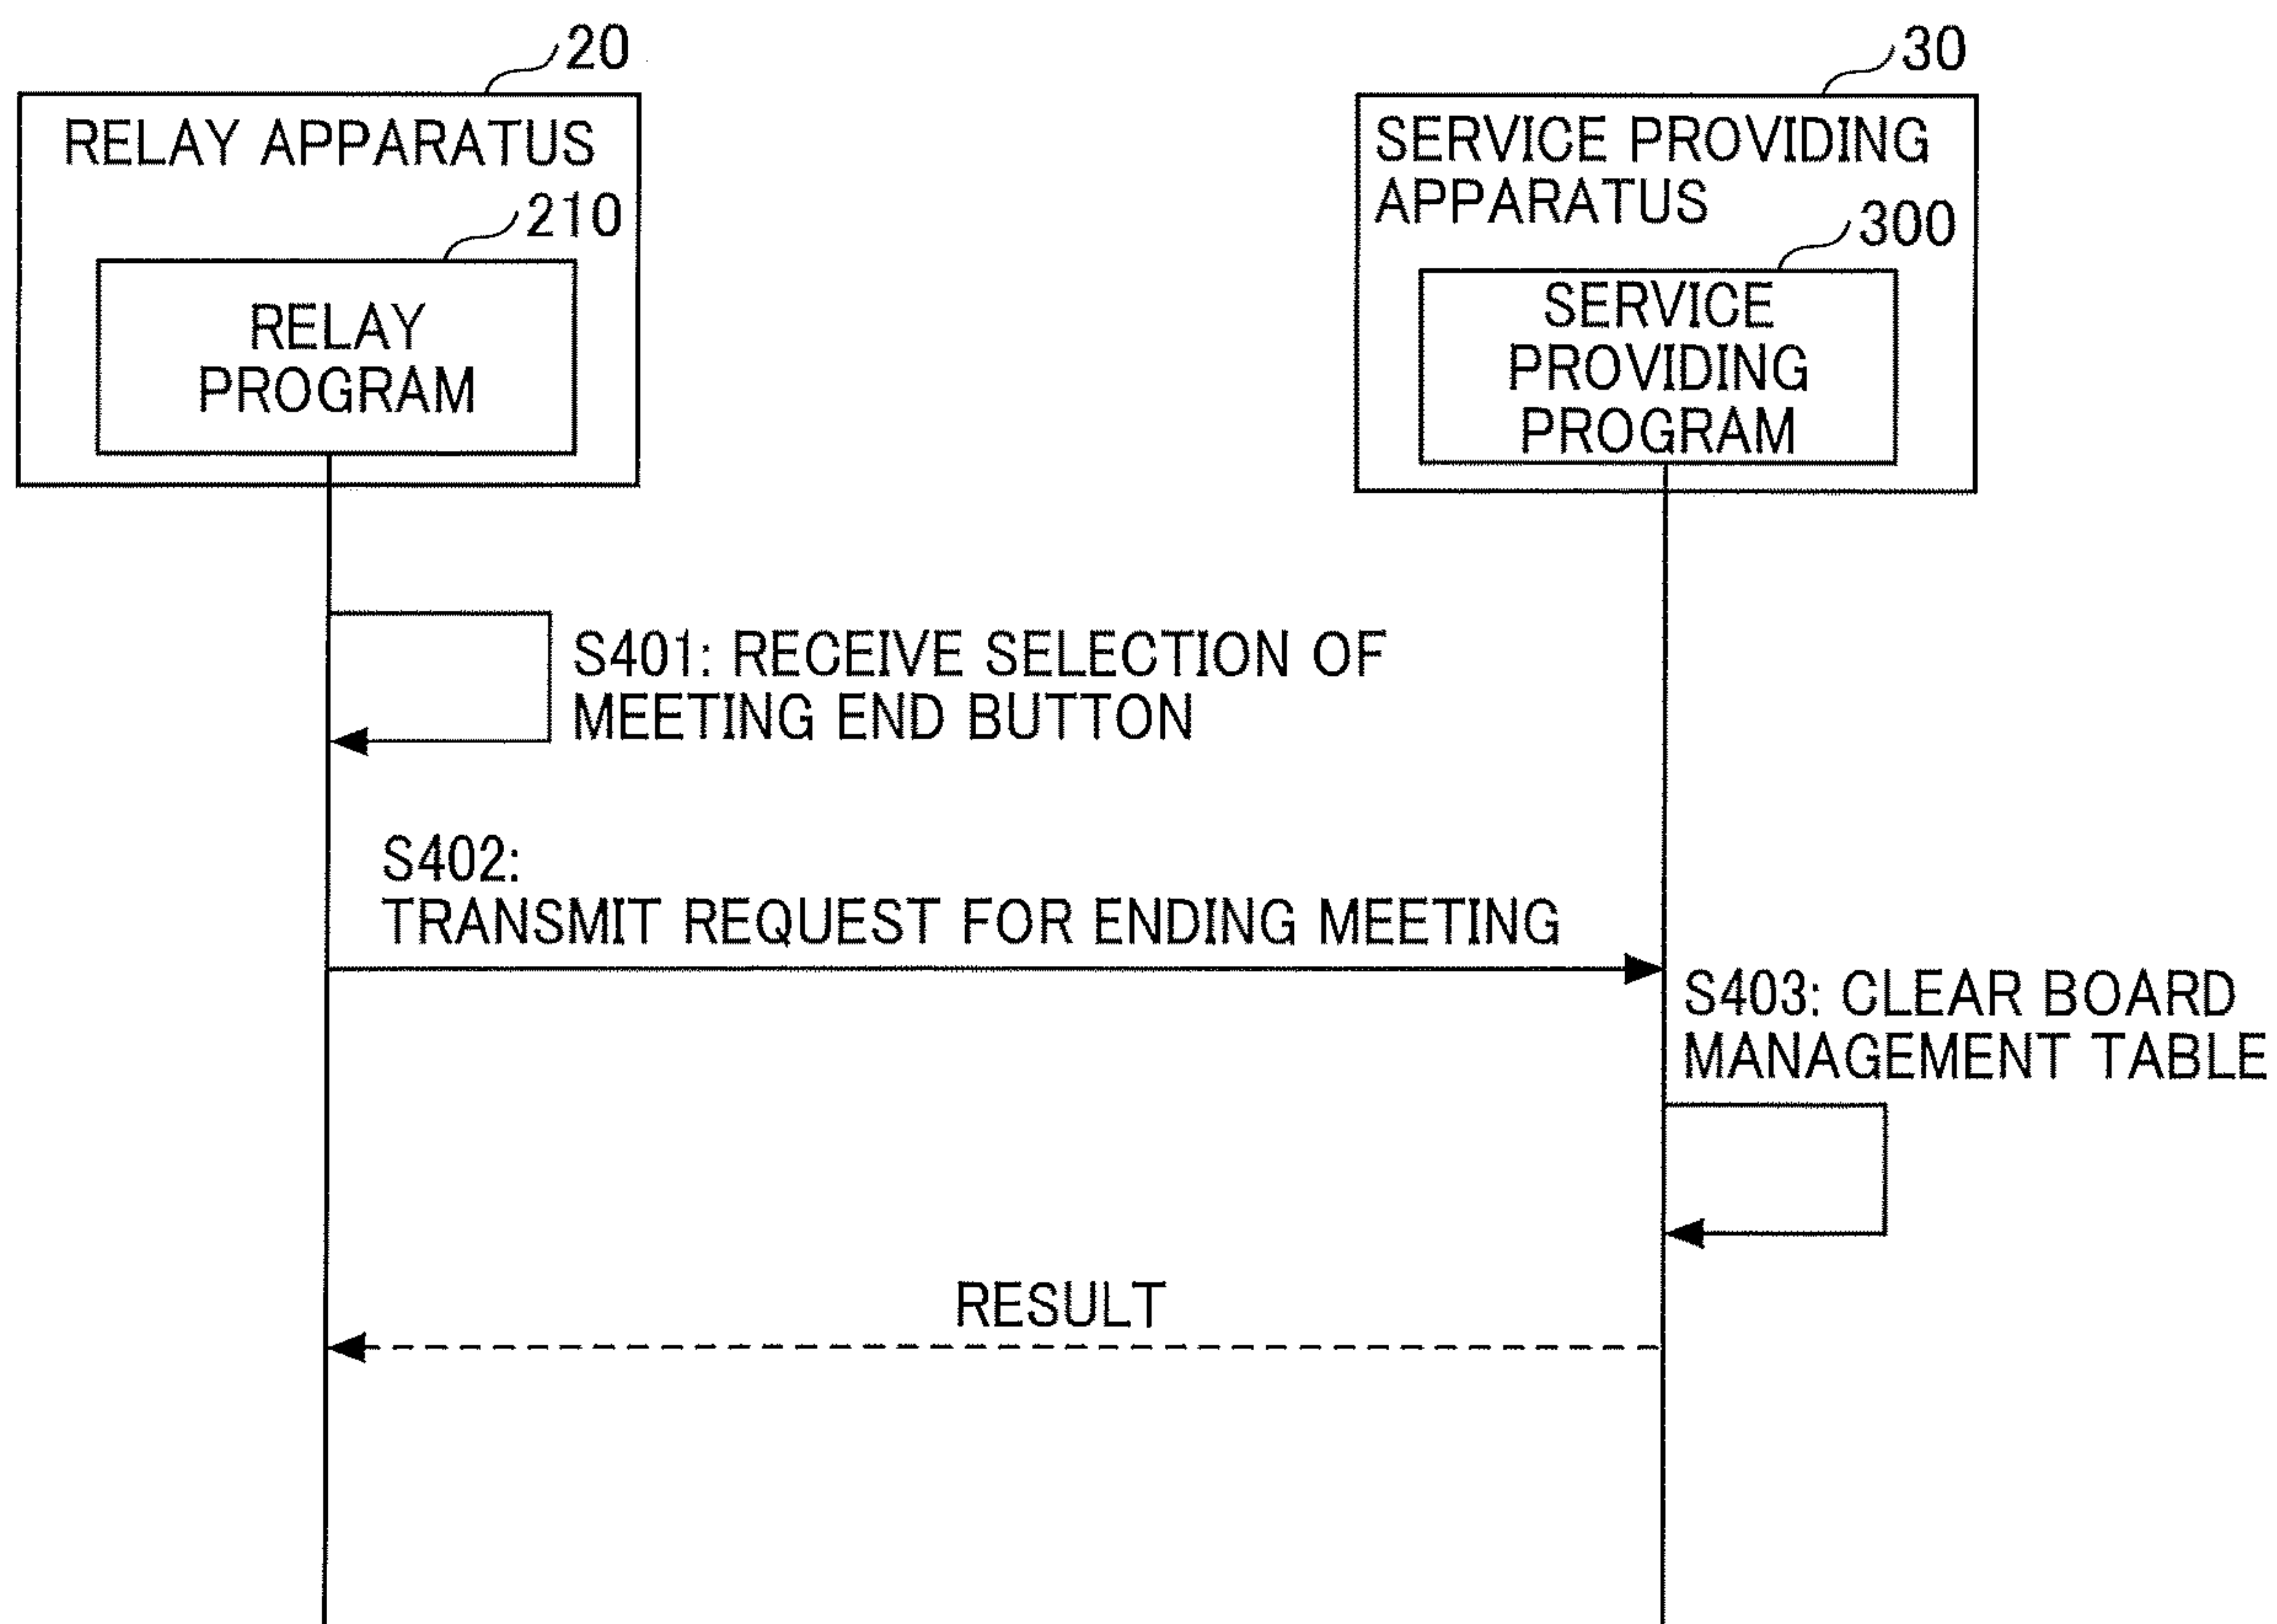 20
RELAY APPARATUS
210
RELAY
PROGRAM
30
SERVICE PROVIDING
APPARATUS
300
SERVICE
PROVIDING
PROGRAM
S401: RECEIVE SELECTION OF
MEETING END BUTTON
S402:
TRANSMIT REQUEST FOR ENDING MEETING
S403: CLEAR BOARD
MANAGEMENT TABLE
RESULT